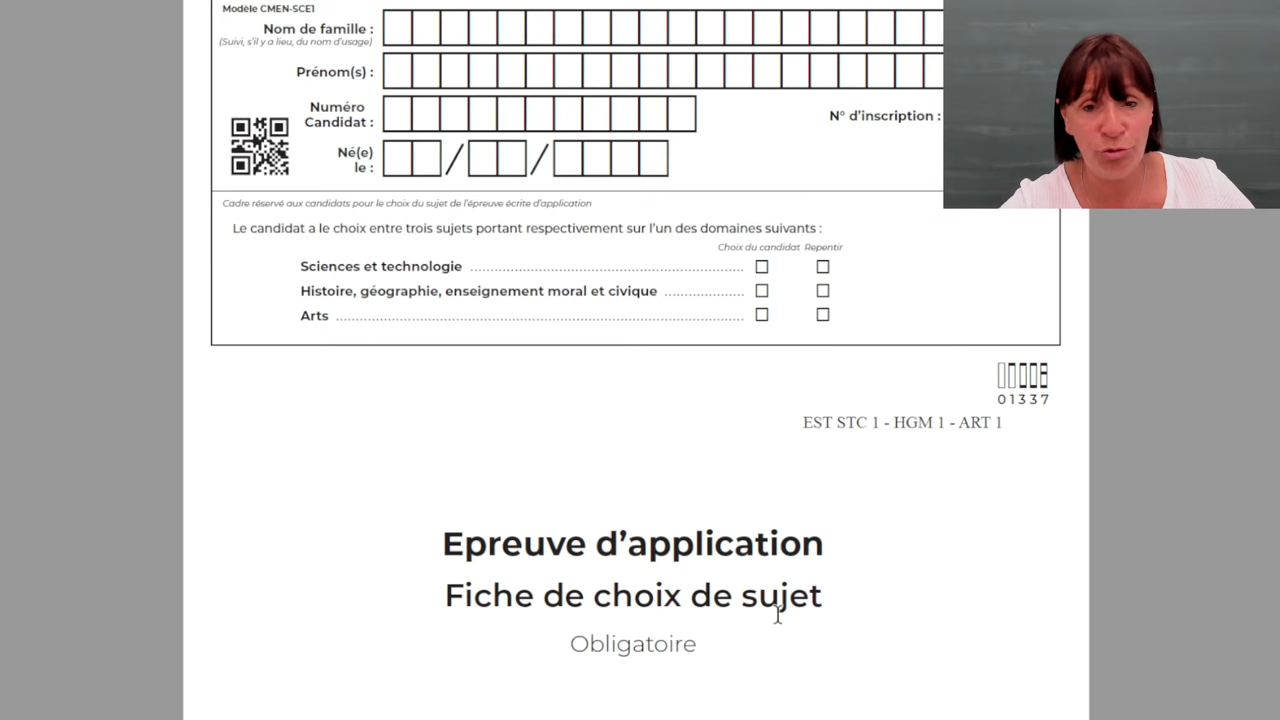 Modèle CMEN-SCE1
Nom de famille :
(Suivi, s'il y a lieu, du nom d'usage)
Prénom(s) :
Numéro
Candidat :
N° d'inscription :
Né(e)
le :
/ /
Cadre réservé aux candidats pour le choix du sujet de l'épreuve écrite d'application
Le candidat a le choix entre trois sujets portant respectivement sur l'un des domaines suivants :
Choix du candidat Repentir
Sciences et technologie
Histoire, géographie, enseignement moral et civique
Arts
01337
EST STC 1 - HGM 1 - ART 1
Epreuve d'application
Fiche de choix de sujet
Obligatoire